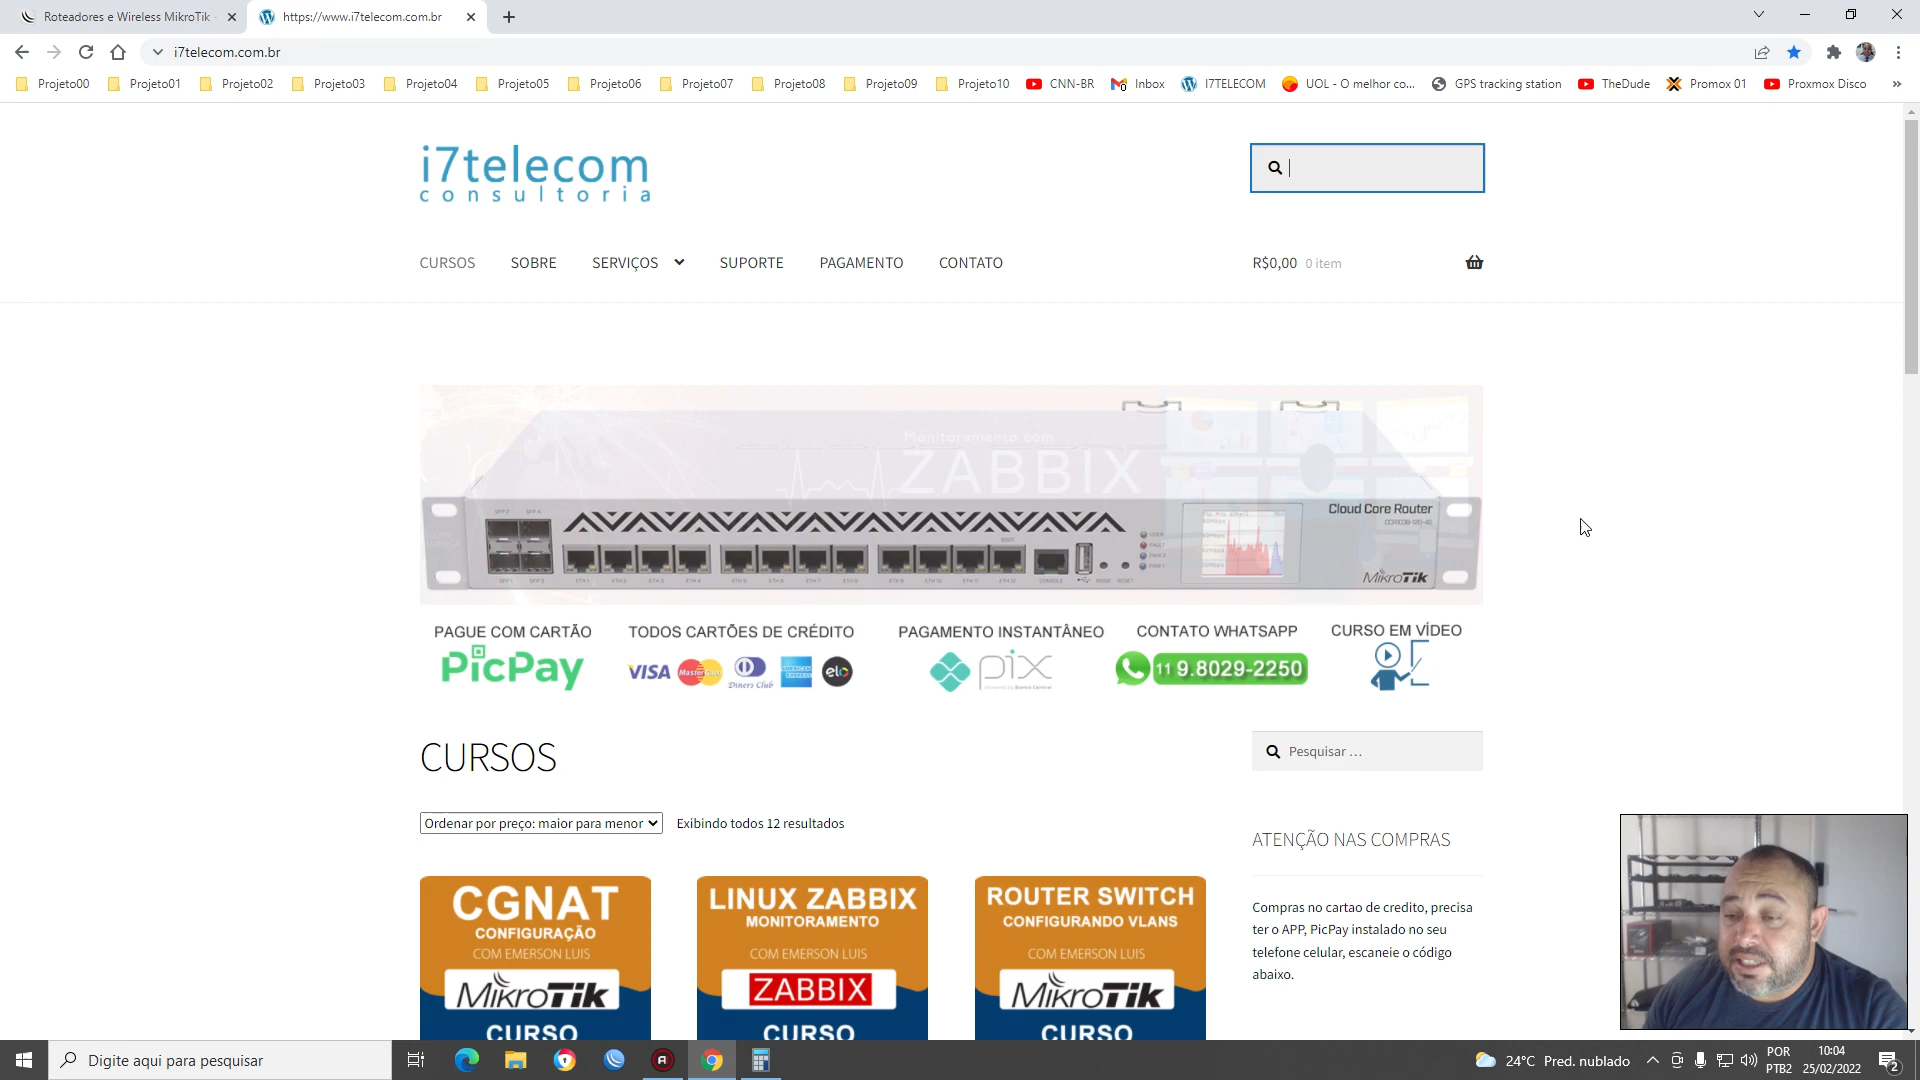 Roteadores e Wireless MikroTik
https://www.i7telecom.com.br
i7telecom.com.br
Projeto00
Projeto01
Projeto02
Projeto03
Projeto04
Projeto05
Projeto06
Projeto07
Projeto08
Projeto09
Projeto10
CNN-BR
Inbox
I7TELECOM
UOL - O melhor co...
GPS tracking station
TheDude
Promox 01
Proxmox Disco
i7telecom
consultoria
CURSOS
SOBRE
SERVIÇOS
SUPORTE
PAGAMENTO
CONTATO
R$0,00 0 item
Monitoramento com
ZABBIX
Cloud Core Router
MikroTik
PAGUE COM CARTÃO
PicPay
TODOS CARTÕES DE CRÉDITO
VISA
MasterCard
Diners Club
elo
PAGAMENTO INSTANTÂNEO
pix
CONTATO WHATSAPP
11 9.8029-2250
CURSO EM VÍDEO
CURSOS
Pesquisar …
Ordenar por preço: maior para menor
Exibindo todos 12 resultados
ATENÇÃO NAS COMPRAS
Compras no cartao de credito, precisa
ter o APP, PicPay instalado no seu
telefone celular, escaneie o código
abaixo.
CGNAT
CONFIGURAÇÃO
COM EMERSON LUIS
MikroTik
CURSO
LINUX ZABBIX
MONITORAMENTO
COM EMERSON LUIS
ZABBIX
CURSO
ROUTER SWITCH
CONFIGURANDO VLANS
COM EMERSON LUIS
MikroTik
CURSO
Digite aqui para pesquisar
24°C Pred. nublado
POR
PTB2
10:04
25/02/2022
2